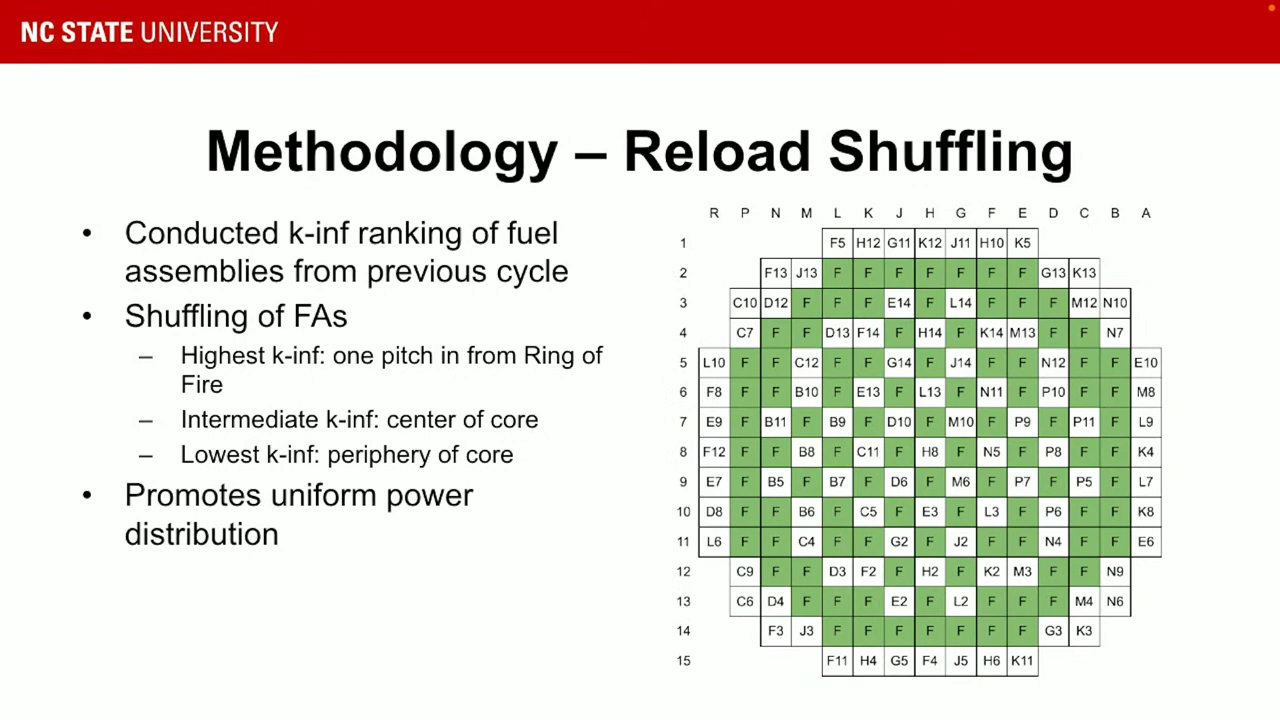 NC STATE UNIVERSITY
Methodology – Reload Shuffling
• Conducted k-inf ranking of fuel
assemblies from previous cycle
• Shuffling of FAs
– Highest k-inf: one pitch in from Ring of
Fire
– Intermediate k-inf: center of core
– Lowest k-inf: periphery of core
• Promotes uniform power
distribution
R P N M L K J H G F E D C B A
1 F5 H12 G11 K12 J11 H10 K5
2 F13 J13 F F F F F F F G13 K13
3 C10 D12 F F F E14 F L14 F F F M12 N10
4 C7 F F D13 F14 F H14 F K14 M13 F F N7
5 L10 F F C12 F F G14 F J14 F F N12 F F E10
6 F8 F F B10 F E13 F L13 F N11 F P10 F F M8
7 E9 F B11 F B9 F D10 F M10 F P9 F P11 F L9
8 F12 F F B8 F C11 F H8 F N5 F P8 F F K4
9 E7 F B5 F B7 F D6 F M6 F P7 F P5 F L7
10 D8 F F B6 F C5 F E3 F L3 F P6 F F K8
11 L6 F F C4 F F G2 F J2 F F N4 F F E6
12 C9 F F D3 F2 F H2 F K2 M3 F F N9
13 C6 D4 F F F E2 F L2 F F F M4 N6
14 F3 J3 F F F F F F F G3 K3
15 F11 H4 G5 F4 J5 H6 K11